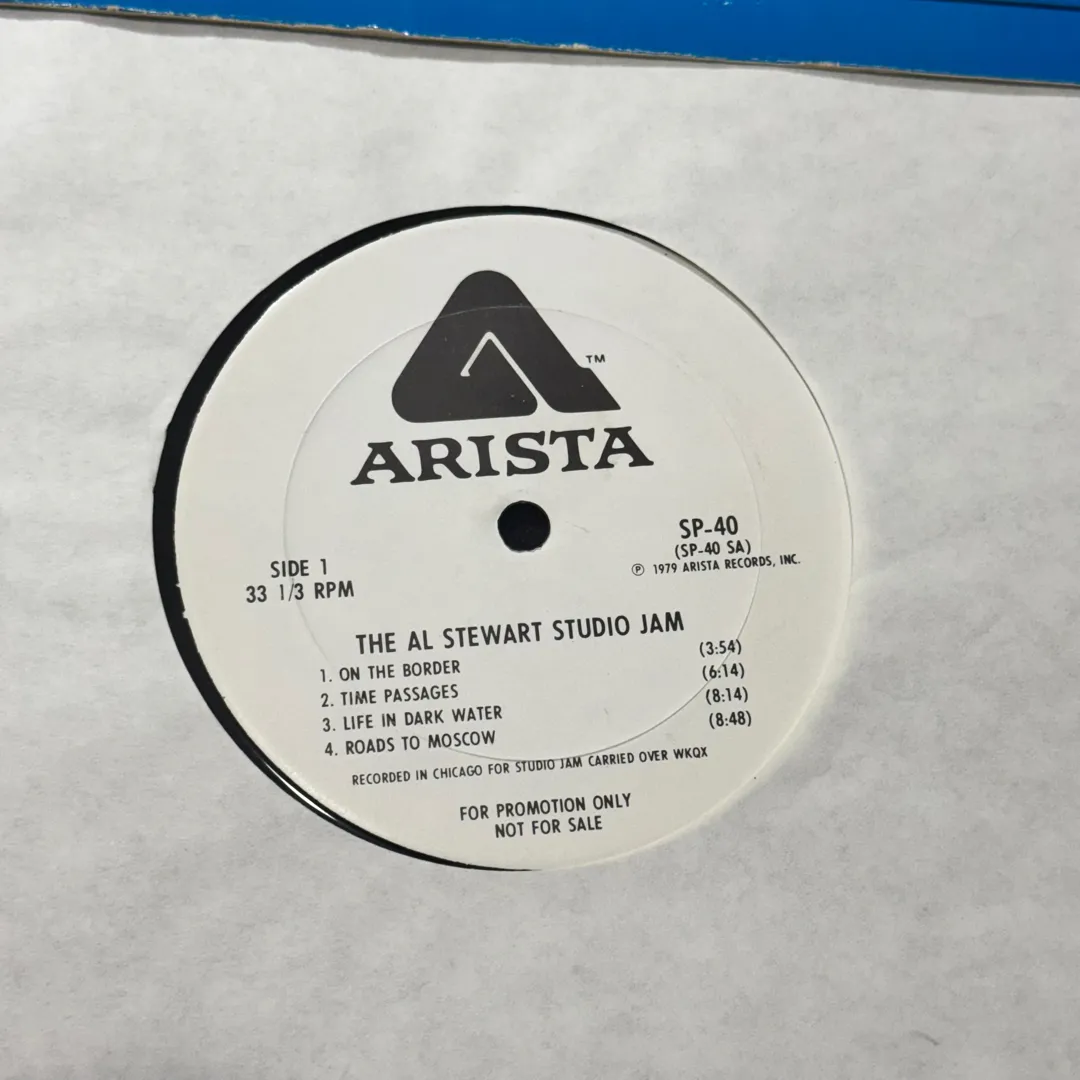 TM
ARISTA
SP-40
(SP-40 SA)
℗ 1979 ARISTA RECORDS, INC.
SIDE 1
33 1/3 RPM
THE AL STEWART STUDIO JAM
1. ON THE BORDER (3:54)
2. TIME PASSAGES (6:14)
3. LIFE IN DARK WATER (8:14)
4. ROADS TO MOSCOW (8:48)
RECORDED IN CHICAGO FOR STUDIO JAM CARRIED OVER WKQX
FOR PROMOTION ONLY
NOT FOR SALE